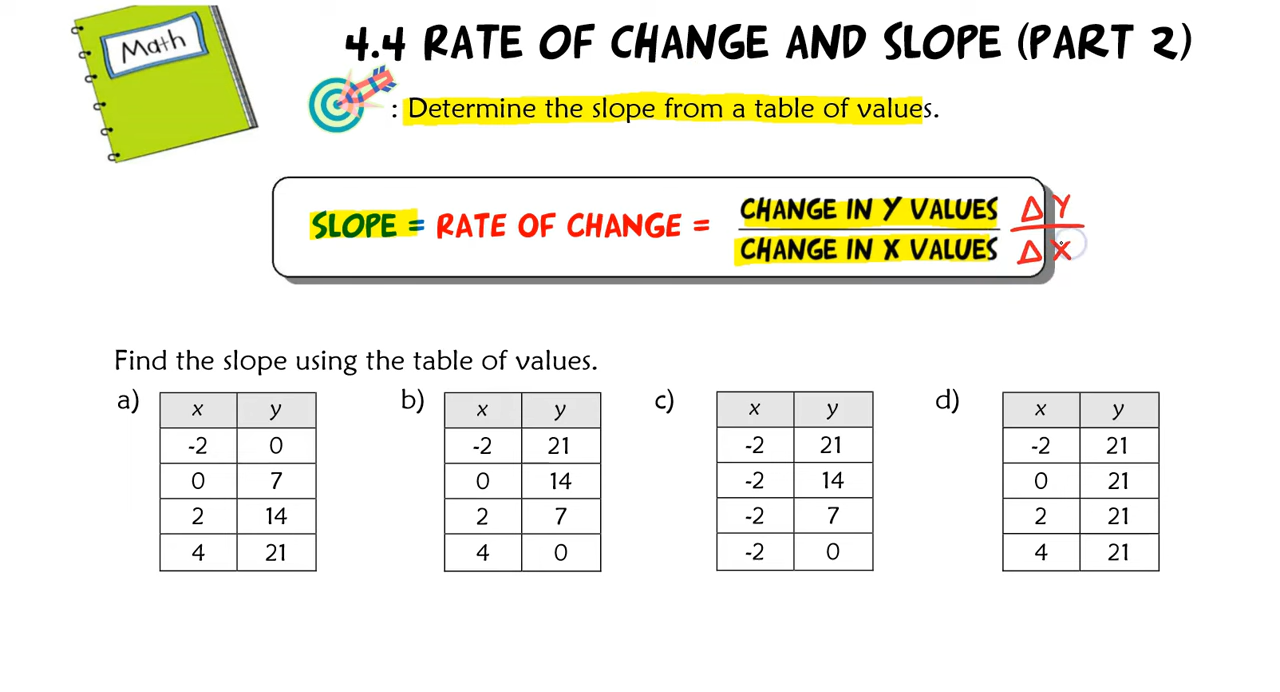 Math
4.4 RATE OF CHANGE AND SLOPE (PART 2)
: Determine the slope from a table of values.
SLOPE = RATE OF CHANGE = CHANGE IN Y VALUES / CHANGE IN X VALUES Δ Y / Δ X
Find the slope using the table of values.
a)
x y
-2 0
0 7
2 14
4 21
b)
x y
-2 21
0 14
2 7
4 0
c)
x y
-2 21
-2 14
-2 7
-2 0
d)
x y
-2 21
0 21
2 21
4 21